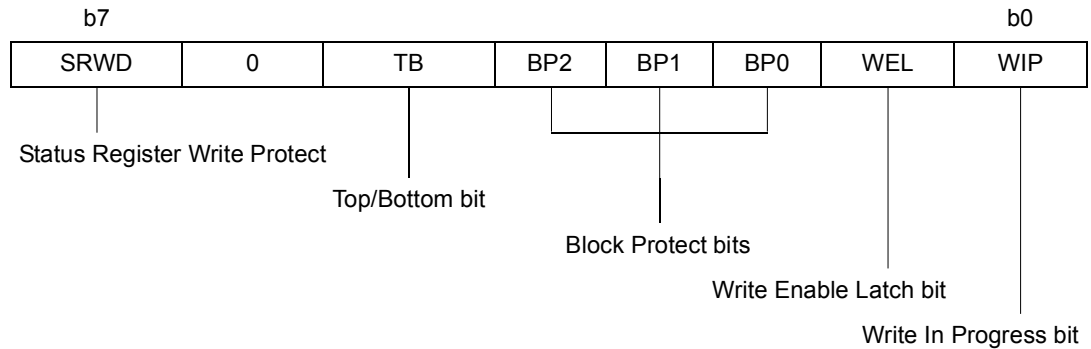 b7 b0
SRWD 0 TB BP2 BP1 BP0 WEL WIP
Status Register Write Protect
Top/Bottom bit
Block Protect bits
Write Enable Latch bit
Write In Progress bit